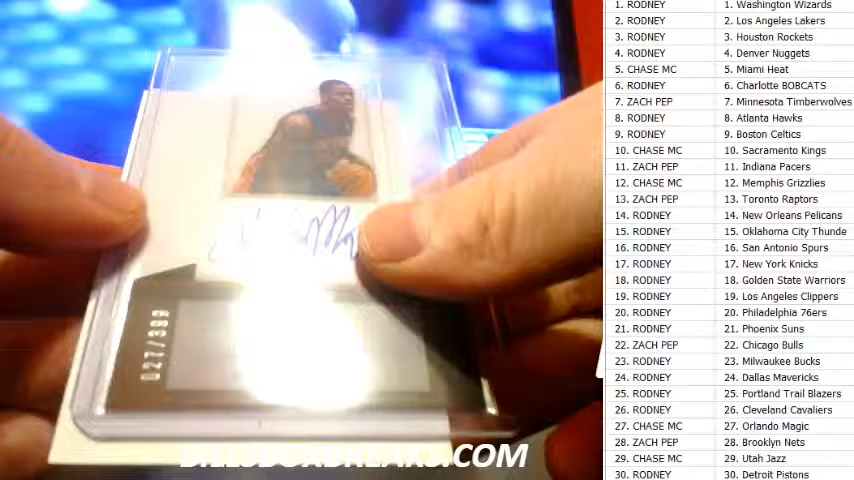 1. RODNEY 1. Washington Wizards
2. RODNEY 2. Los Angeles Lakers
3. RODNEY 3. Houston Rockets
4. RODNEY 4. Denver Nuggets
5. CHASE MC 5. Miami Heat
6. RODNEY 6. Charlotte BOBCATS
7. ZACH PEP 7. Minnesota Timberwolves
8. RODNEY 8. Atlanta Hawks
9. RODNEY 9. Boston Celtics
10. CHASE MC 10. Sacramento Kings
11. ZACH PEP 11. Indiana Pacers
12. CHASE MC 12. Memphis Grizzlies
13. ZACH PEP 13. Toronto Raptors
14. RODNEY 14. New Orleans Pelicans
15. RODNEY 15. Oklahoma City Thunde
16. RODNEY 16. San Antonio Spurs
17. RODNEY 17. New York Knicks
18. RODNEY 18. Golden State Warriors
19. RODNEY 19. Los Angeles Clippers
20. RODNEY 20. Philadelphia 76ers
21. RODNEY 21. Phoenix Suns
22. ZACH PEP 22. Chicago Bulls
23. RODNEY 23. Milwaukee Bucks
24. RODNEY 24. Dallas Mavericks
25. RODNEY 25. Portland Trail Blazers
26. RODNEY 26. Cleveland Cavaliers
27. CHASE MC 27. Orlando Magic
28. ZACH PEP 28. Brooklyn Nets
29. CHASE MC 29. Utah Jazz
30. RODNEY 30. Detroit Pistons
027/399